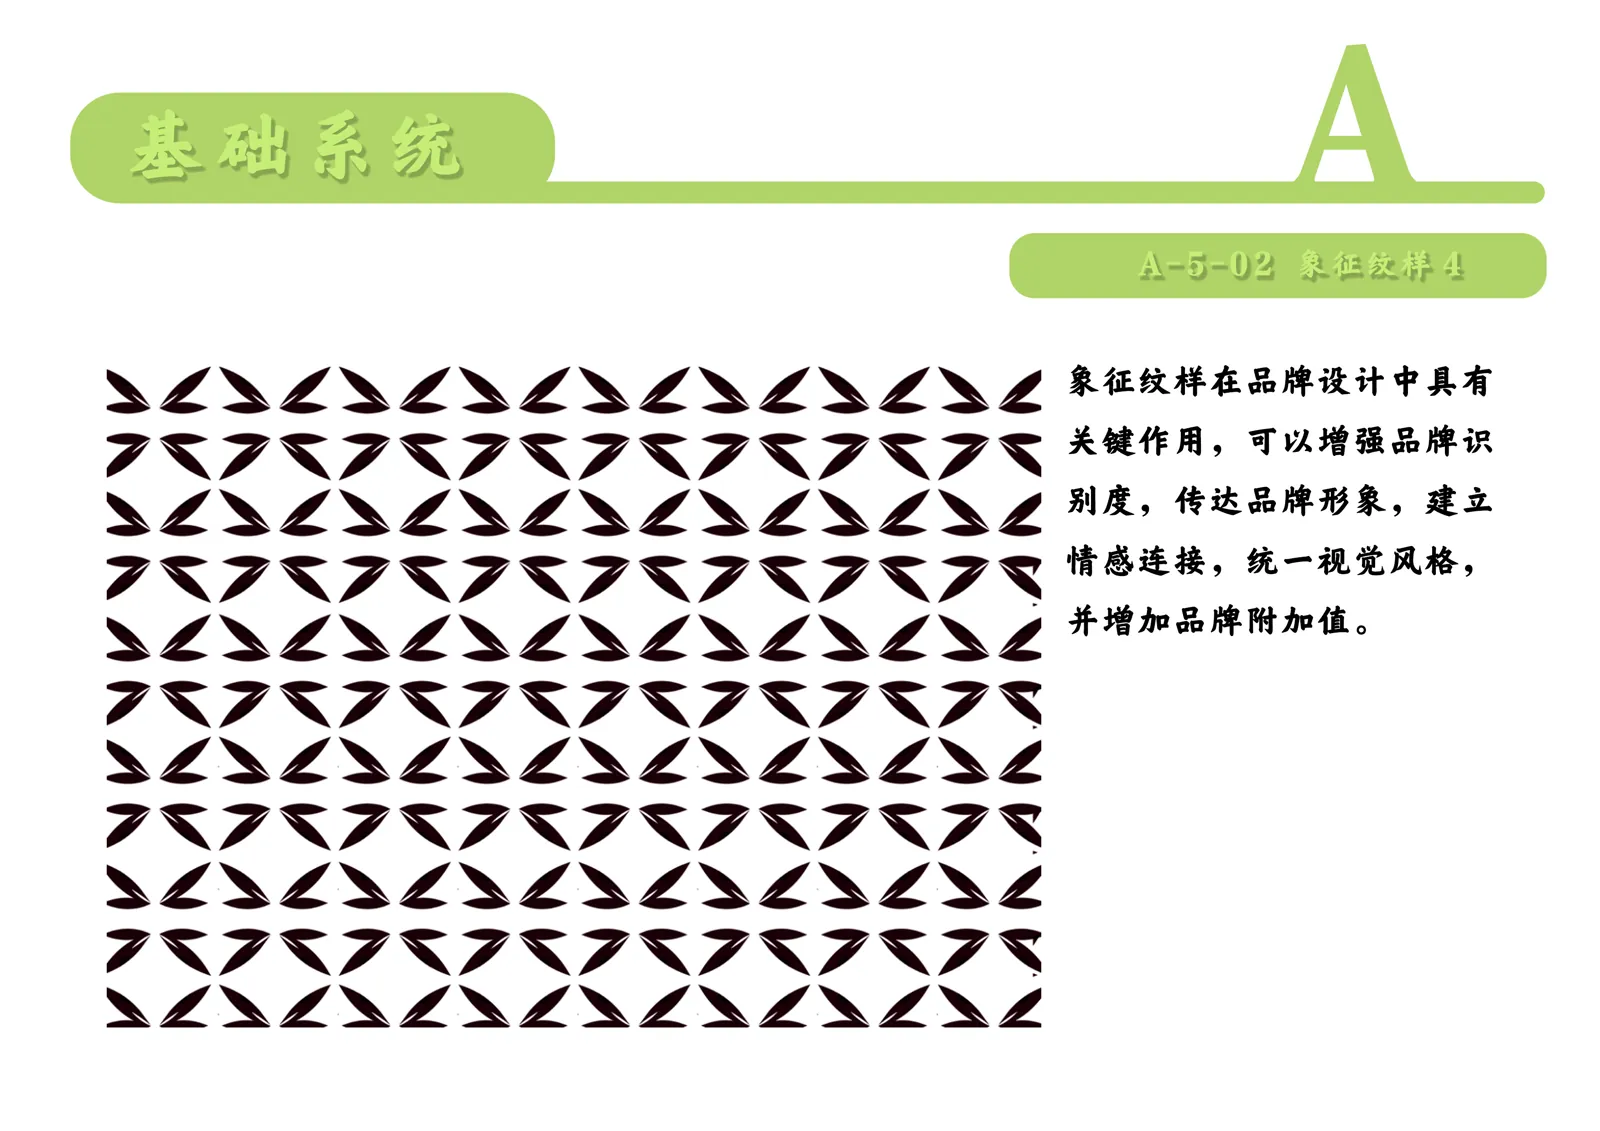 基础系统
A
A-5-02 象征纹样4
象征纹样在品牌设计中具有
关键作用，可以增强品牌识
别度，传达品牌形象，建立
情感连接，统一视觉风格，
并增加品牌附加值。